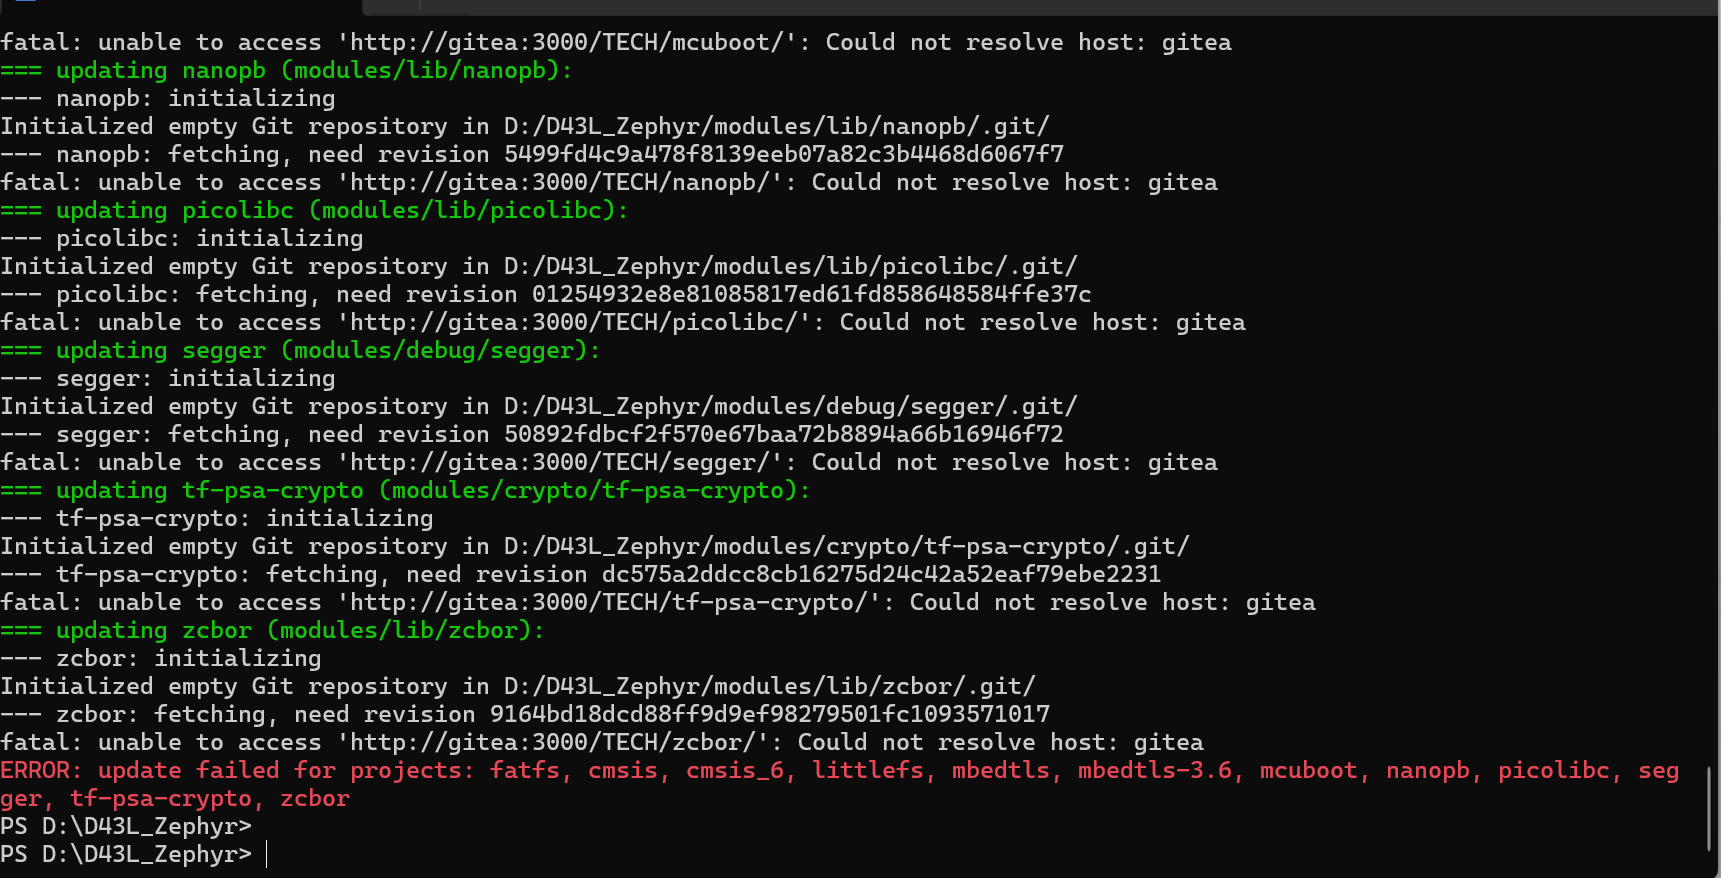 fatal: unable to access 'http://gitea:3000/TECH/mcuboot/': Could not resolve host: gitea
=== updating nanopb (modules/lib/nanopb):
--- nanopb: initializing
Initialized empty Git repository in D:/D43L_Zephyr/modules/lib/nanopb/.git/
--- nanopb: fetching, need revision 5499fd4c9a478f8139eeb07a82c3b4468d6067f7
fatal: unable to access 'http://gitea:3000/TECH/nanopb/': Could not resolve host: gitea
=== updating picolibc (modules/lib/picolibc):
--- picolibc: initializing
Initialized empty Git repository in D:/D43L_Zephyr/modules/lib/picolibc/.git/
--- picolibc: fetching, need revision 01254932e8e81085817ed61fd858648584ffe37c
fatal: unable to access 'http://gitea:3000/TECH/picolibc/': Could not resolve host: gitea
=== updating segger (modules/debug/segger):
--- segger: initializing
Initialized empty Git repository in D:/D43L_Zephyr/modules/debug/segger/.git/
--- segger: fetching, need revision 50892fdbcf2f570e67baa72b8894a66b16946f72
fatal: unable to access 'http://gitea:3000/TECH/segger/': Could not resolve host: gitea
=== updating tf-psa-crypto (modules/crypto/tf-psa-crypto):
--- tf-psa-crypto: initializing
Initialized empty Git repository in D:/D43L_Zephyr/modules/crypto/tf-psa-crypto/.git/
--- tf-psa-crypto: fetching, need revision dc575a2ddcc8cb16275d24c42a52eaf79ebe2231
fatal: unable to access 'http://gitea:3000/TECH/tf-psa-crypto/': Could not resolve host: gitea
=== updating zcbor (modules/lib/zcbor):
--- zcbor: initializing
Initialized empty Git repository in D:/D43L_Zephyr/modules/lib/zcbor/.git/
--- zcbor: fetching, need revision 9164bd18dcd88ff9d9ef98279501fc1093571017
fatal: unable to access 'http://gitea:3000/TECH/zcbor/': Could not resolve host: gitea
ERROR: update failed for projects: fatfs, cmsis, cmsis_6, littlefs, mbedtls, mbedtls-3.6, mcuboot, nanopb, picolibc, seg
ger, tf-psa-crypto, zcbor
PS D:\D43L_Zephyr>
PS D:\D43L_Zephyr>